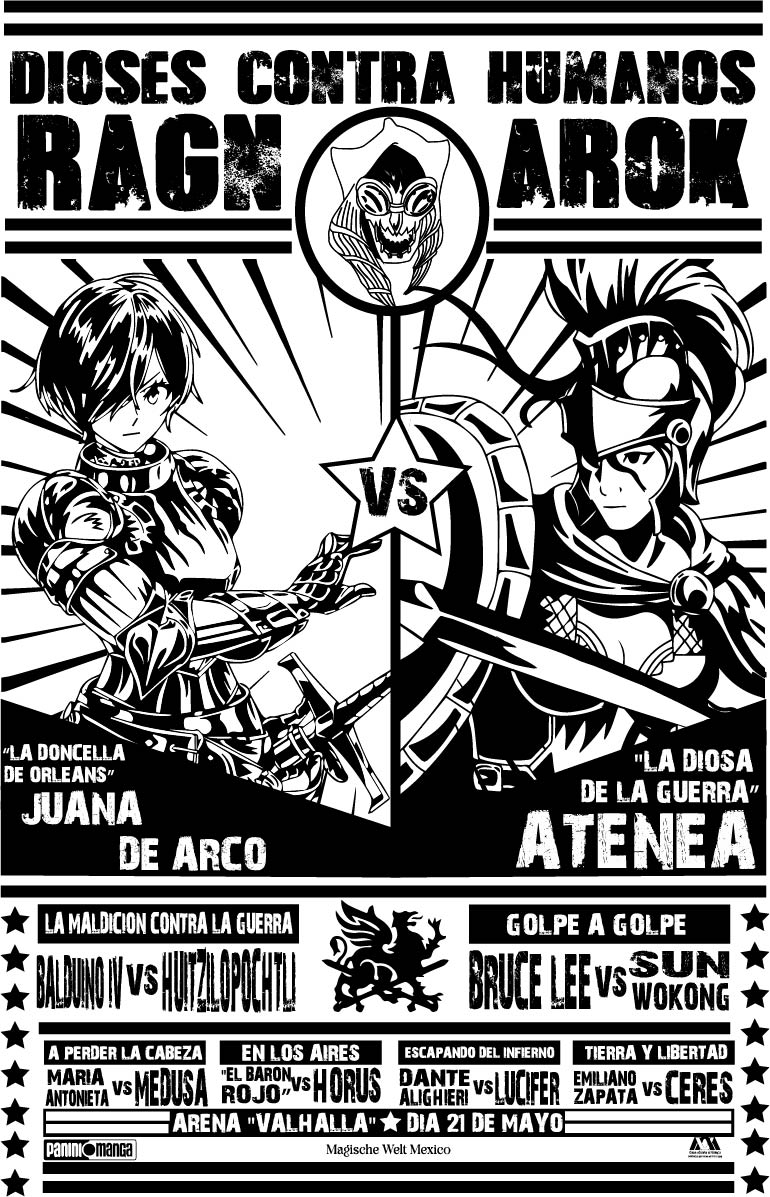 DIOSES CONTRA HUMANOS
RAGN AROK
VS
"LA DONCELLA
DE ORLEANS"
JUANA
DE ARCO
"LA DIOSA
DE LA GUERRA"
ATENEA
LA MALDICION CONTRA LA GUERRA
BALDUINO IV VS HUITZILOPOCHTLI
GOLPE A GOLPE
BRUCE LEE VS SUN WOKONG
A PERDER LA CABEZA
MARIA ANTONIETA VS MEDUSA
EN LOS AIRES
"EL BARON ROJO" VS HORUS
ESCAPANDO DEL INFIERNO
DANTE ALIGHIERI VS LUCIFER
TIERRA Y LIBERTAD
EMILIANO ZAPATA VS CERES
ARENA "VALHALLA" ★ DIA 21 DE MAYO
PANINI MANGA
Magische Welt Mexico